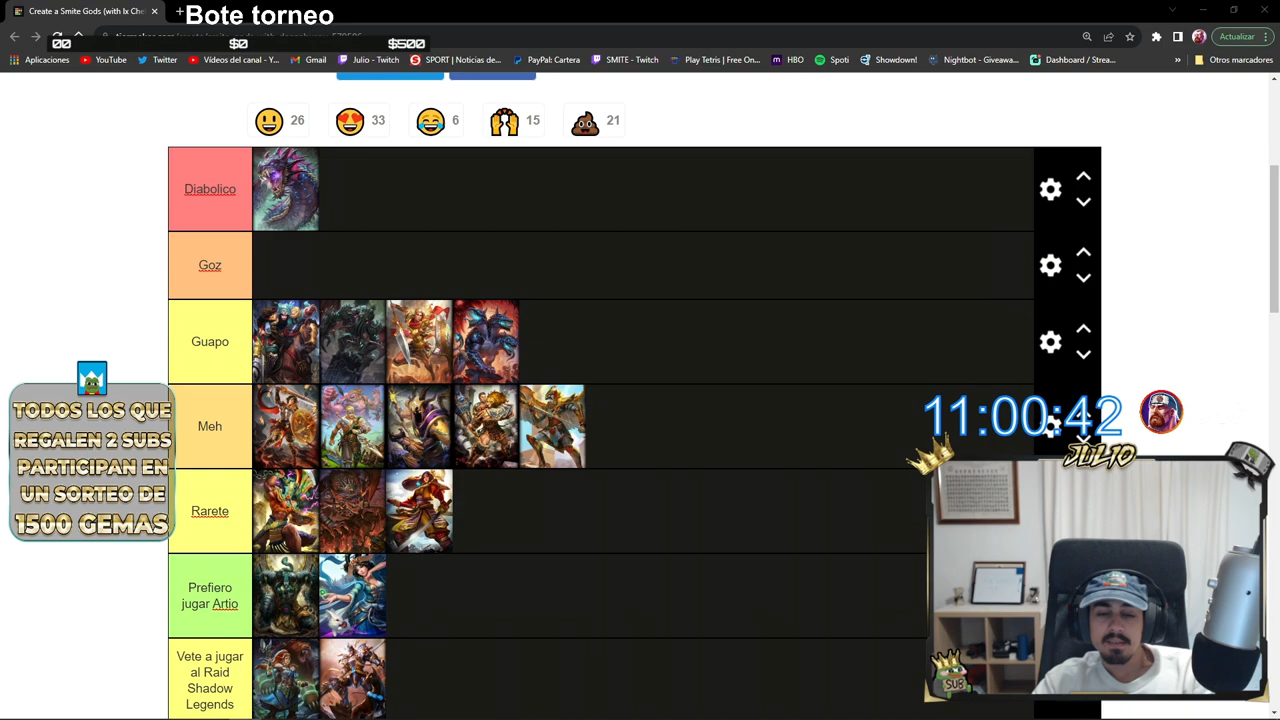 Create a Smite Gods (with Ix Che
Bote torneo
00
$0
$500
Actualizar
Aplicaciones
YouTube
Twitter
Vídeos del canal - Y...
Gmail
Julio - Twitch
SPORT | Noticias de...
PayPal: Cartera
SMITE - Twitch
Play Tetris | Free On...
HBO
Spoti
Showdown!
Nightbot - Giveawa...
Dashboard / Strea...
Otros marcadores
26
33
6
15
21
Diabolico
Goz
Guapo
Meh
Rarete
Prefiero
jugar Artio
Vete a jugar
al Raid
Shadow
Legends
TODOS LOS QUE
REGALEN 2 SUBS
PARTICIPAN EN
UN SORTEO DE
1500 GEMAS
11:00:42
JULIO
SUB